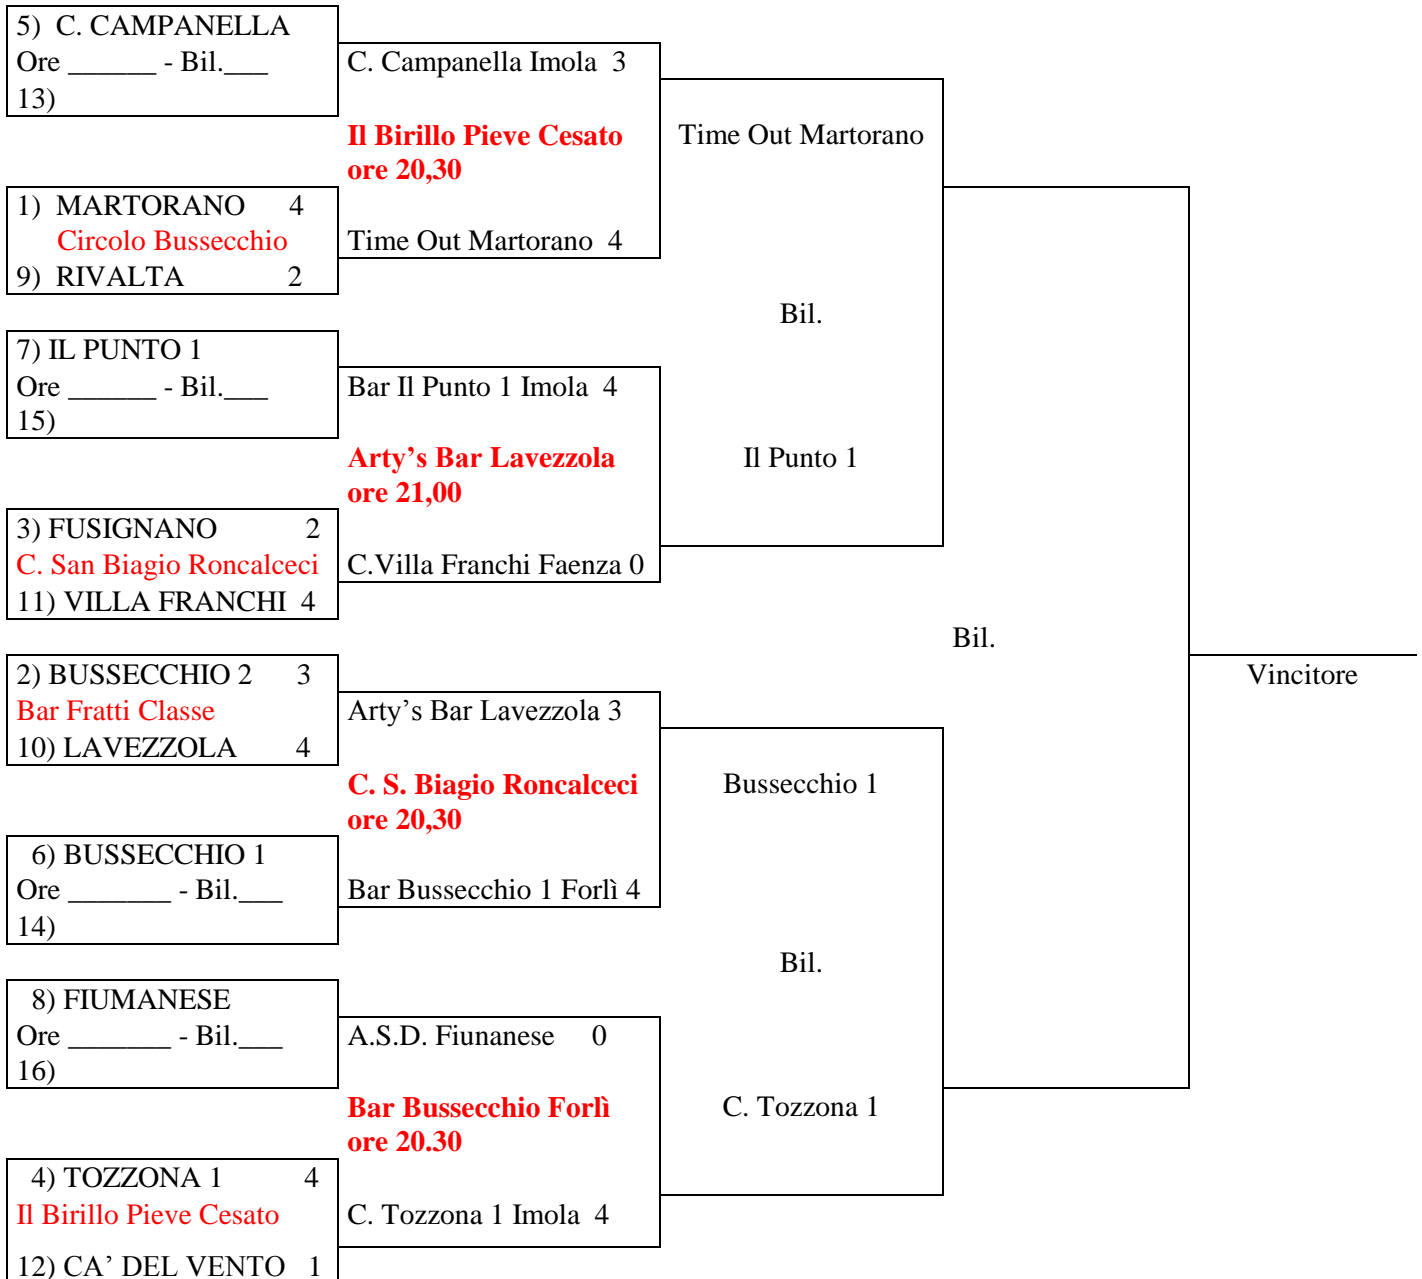 5) C. CAMPANELLA
Ore ______ - Bil.___
13)
1) MARTORANO 4
Circolo Bussecchio
9) RIVALTA 2
7) IL PUNTO 1
Ore ______ - Bil.___
15)
3) FUSIGNANO 2
C. San Biagio Roncalceci
11) VILLA FRANCHI 4
2) BUSSECCHIO 2 3
Bar Fratti Classe
10) LAVEZZOLA 4
6) BUSSECCHIO 1
Ore _______ - Bil.___
14)
8) FIUMANESE
Ore _______ - Bil.___
16)
4) TOZZONA 1 4
Il Birillo Pieve Cesato
12) CA’ DEL VENTO 1
C. Campanella Imola 3
Il Birillo Pieve Cesato
ore 20,30
Time Out Martorano 4
Bar Il Punto 1 Imola 4
Arty’s Bar Lavezzola
ore 21,00
C.Villa Franchi Faenza 0
Arty’s Bar Lavezzola 3
C. S. Biagio Roncalceci
ore 20,30
Bar Bussecchio 1 Forlì 4
A.S.D. Fiunanese 0
Bar Bussecchio Forlì
ore 20.30
C. Tozzona 1 Imola 4
Time Out Martorano
Bil.
Il Punto 1
Bussecchio 1
Bil.
C. Tozzona 1
Bil.
Vincitore